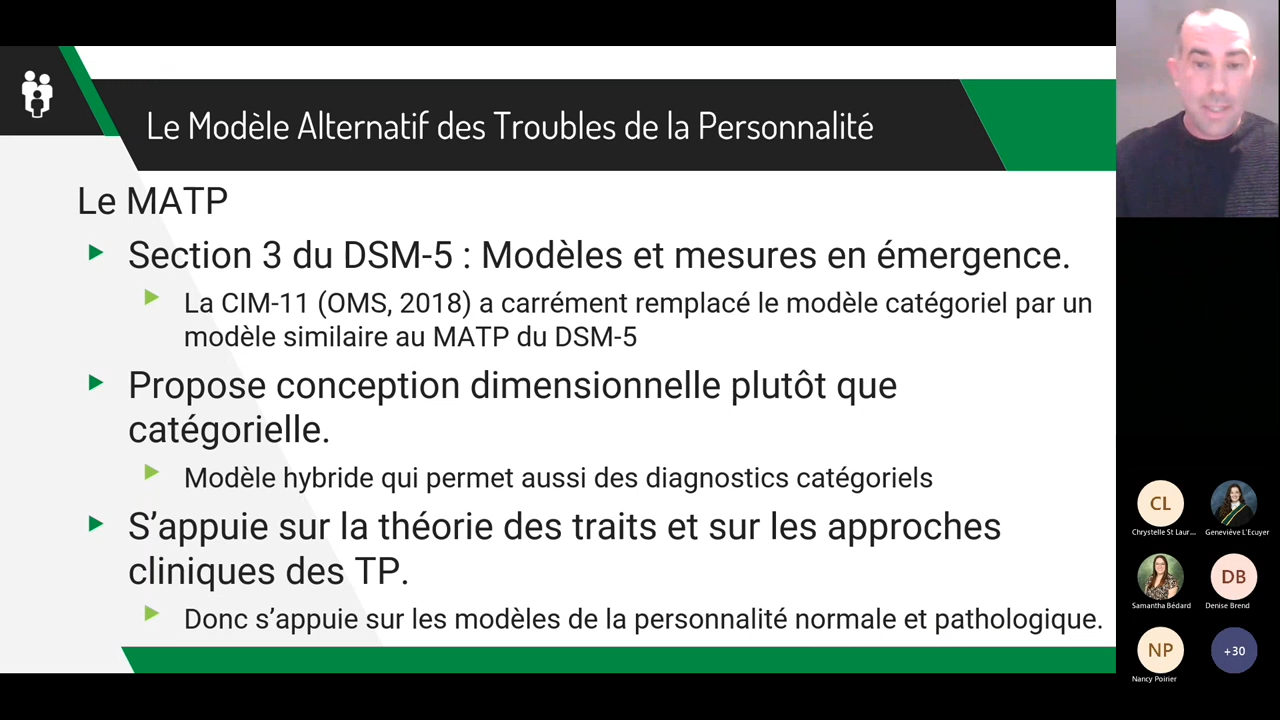 Le Modèle Alternatif des Troubles de la Personnalité
Le MATP
Section 3 du DSM-5 : Modèles et mesures en émergence.
La CIM-11 (OMS, 2018) a carrément remplacé le modèle catégoriel par un
modèle similaire au MATP du DSM-5
Propose conception dimensionnelle plutôt que
catégorielle.
Modèle hybride qui permet aussi des diagnostics catégoriels
S’appuie sur la théorie des traits et sur les approches
cliniques des TP.
Donc s’appuie sur les modèles de la personnalité normale et pathologique.
CL
Chrystelle St Laur...
Geneviève L'Ecuyer
Samantha Bédard
DB
Denise Brend
NP
Nancy Poirier
+30